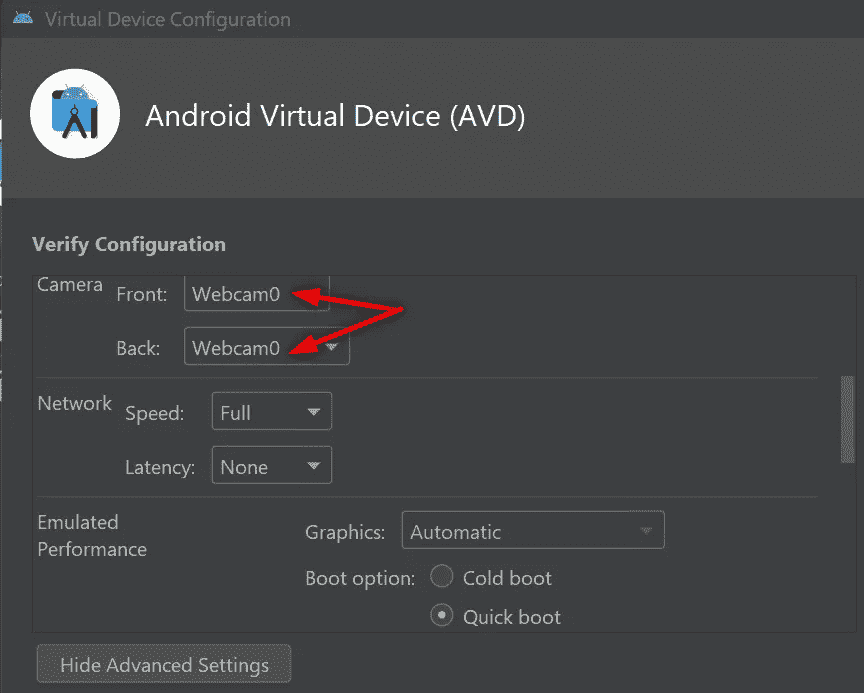 Virtual Device Configuration
Android Virtual Device (AVD)
Verify Configuration
Camera Front: Webcam0
Back: Webcam0
Network Speed: Full
Latency: None
Emulated
Performance
Graphics: Automatic
Boot option: Cold boot
Quick boot
Hide Advanced Settings